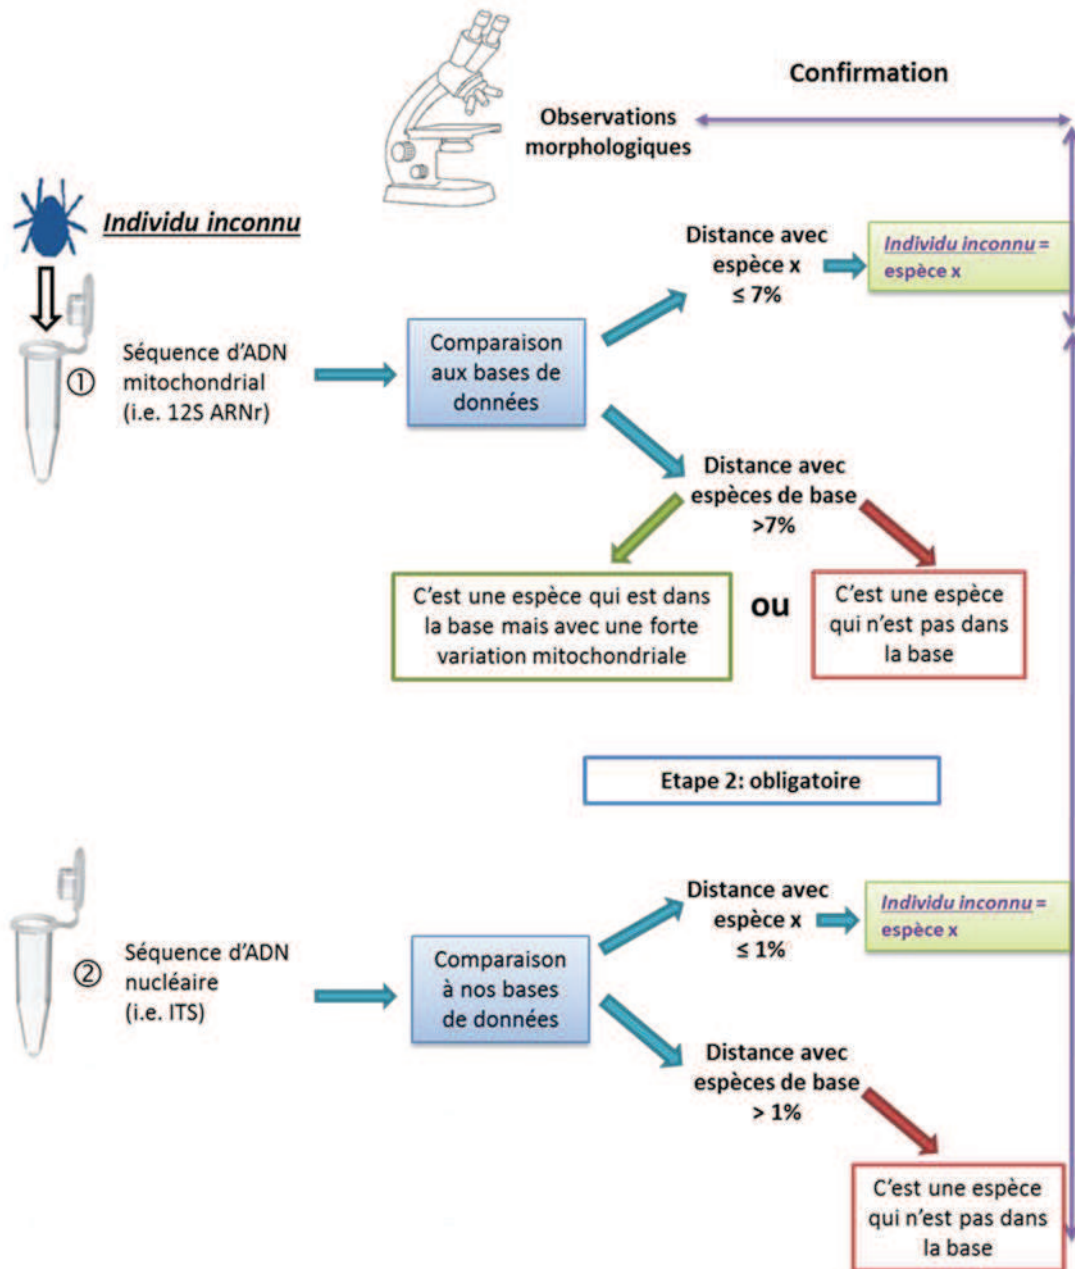 Confirmation
Observations
morphologiques
Individu inconnu
Distance avec
espèce x
≤ 7%
Individu inconnu =
espèce x
①
Séquence d'ADN
mitochondrial
(i.e. 12S ARNr)
Comparaison
aux bases de
données
Distance avec
espèces de base
>7%
C'est une espèce qui est dans
la base mais avec une forte
variation mitochondriale
ou
C'est une espèce
qui n'est pas dans
la base
Etape 2: obligatoire
②
Séquence d'ADN
nucléaire
(i.e. ITS)
Comparaison
à nos bases
de données
Distance avec
espèce x
≤ 1%
Individu inconnu =
espèce x
Distance avec
espèces de base
> 1%
C'est une espèce
qui n'est pas dans
la base